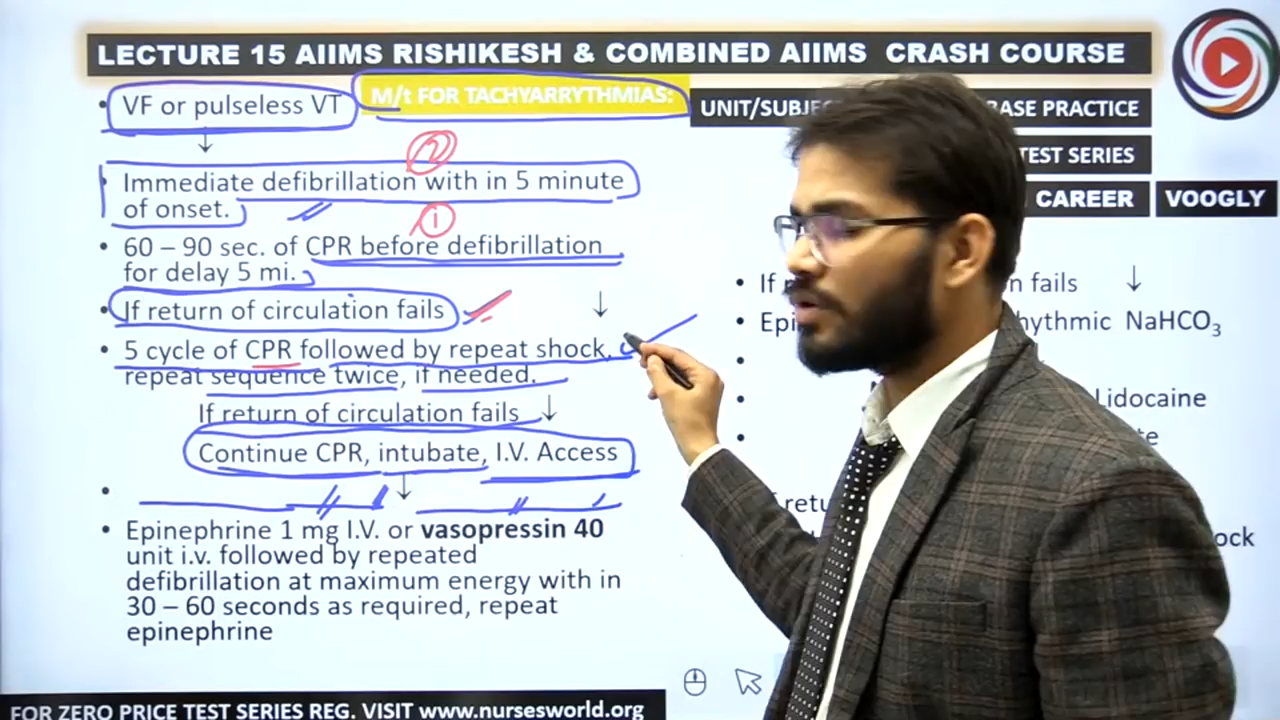 LECTURE 15 AIIMS RISHIKESH & COMBINED AIIMS CRASH COURSE
• VF or pulseless VT
M/t FOR TACHYARRYTHMIAS:
UNIT/SUBJE
BASE PRACTICE
TEST SERIES
CAREER
VOOGLY
↓
2
• Immediate defibrillation with in 5 minute
of onset.
1
• 60 – 90 sec. of CPR before defibrillation
for delay 5 mi.
• If return of circulation fails
↓
• 5 cycle of CPR followed by repeat shock,
repeat sequence twice, if needed.
If return of circulation fails ↓
Continue CPR, intubate, I.V. Access
•
↓
• Epinephrine 1 mg I.V. or vasopressin 40
unit i.v. followed by repeated
defibrillation at maximum energy with in
30 – 60 seconds as required, repeat
epinephrine
• If
n fails ↓
• Epi
hythmic NaHCO3
•
• Lidocaine
•
te
f retu
ock
FOR ZERO PRICE TEST SERIES REG. VISIT www.nursesworld.org